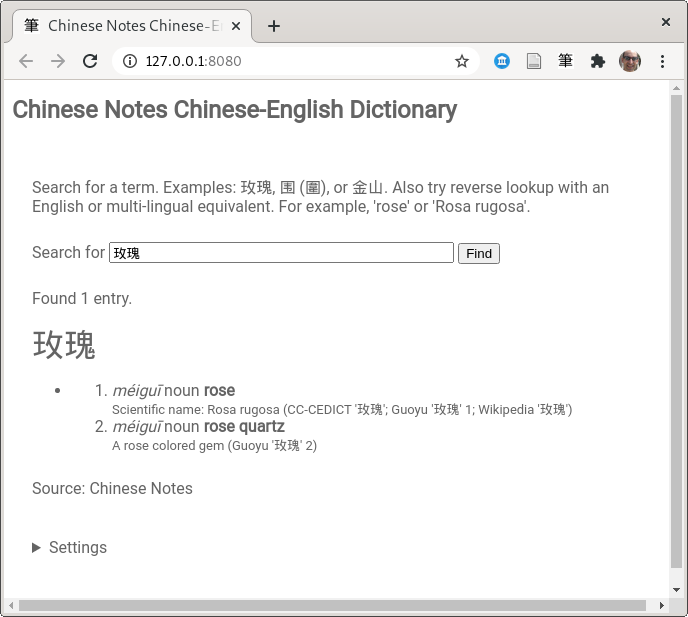 筆 Chinese Notes Chinese-E
127.0.0.1:8080
筆
Chinese Notes Chinese-English Dictionary
Search for a term. Examples: 玫瑰, 围 (圍), or 金山. Also try reverse lookup with an
English or multi-lingual equivalent. For example, 'rose' or 'Rosa rugosa'.
Search for 玫瑰 Find
Found 1 entry.
玫瑰
1. méiguī noun rose
Scientific name: Rosa rugosa (CC-CEDICT '玫瑰'; Guoyu '玫瑰' 1; Wikipedia '玫瑰')
2. méiguī noun rose quartz
A rose colored gem (Guoyu '玫瑰' 2)
Source: Chinese Notes
Settings